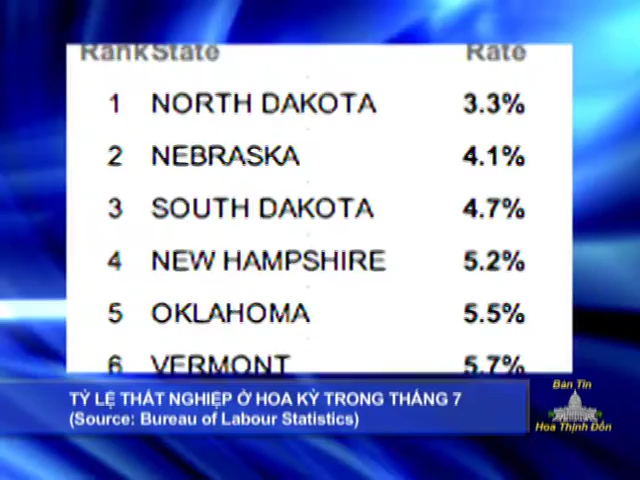 Rank State Rate
1 NORTH DAKOTA 3.3%
2 NEBRASKA 4.1%
3 SOUTH DAKOTA 4.7%
4 NEW HAMPSHIRE 5.2%
5 OKLAHOMA 5.5%
6 VERMONT 5.7%
TỶ LỆ THẤT NGHIỆP Ở HOA KỲ TRONG THÁNG 7
(Source: Bureau of Labour Statistics)
Bản Tin
Hoa Thịnh Đốn